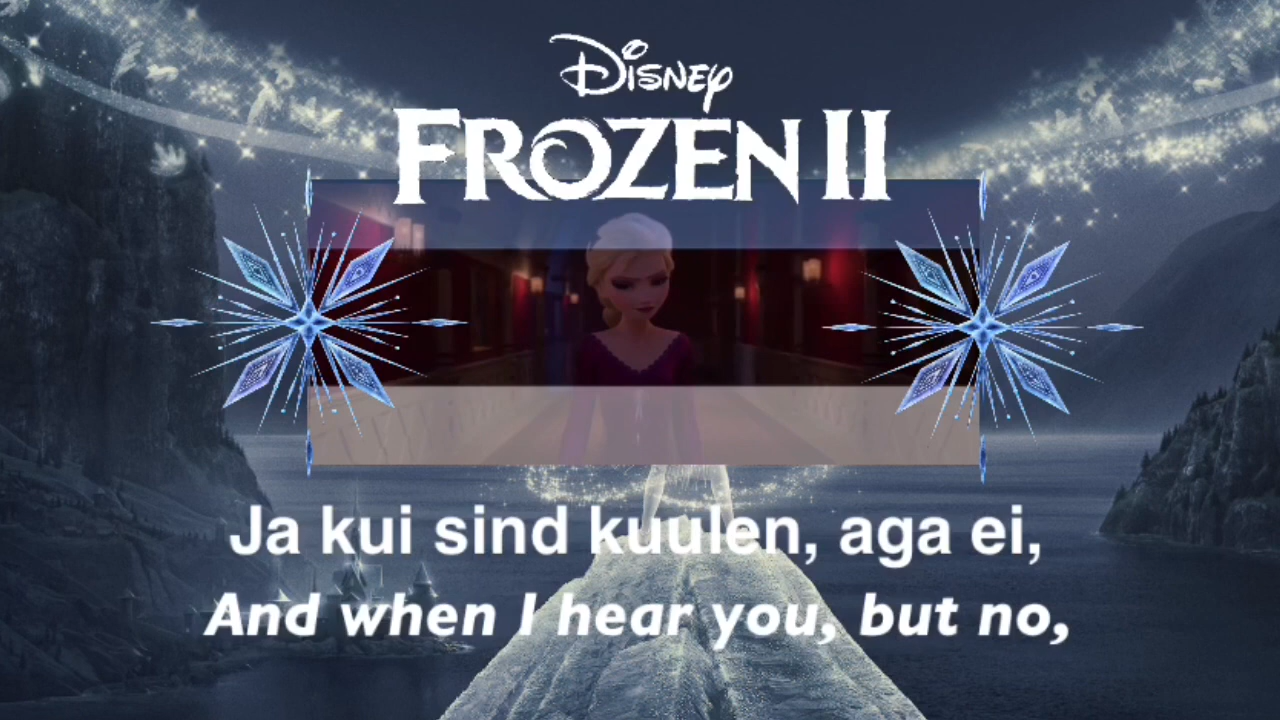 Disney
FROZEN II
Ja kui sind kuulen, aga ei,
And when I hear you, but no,